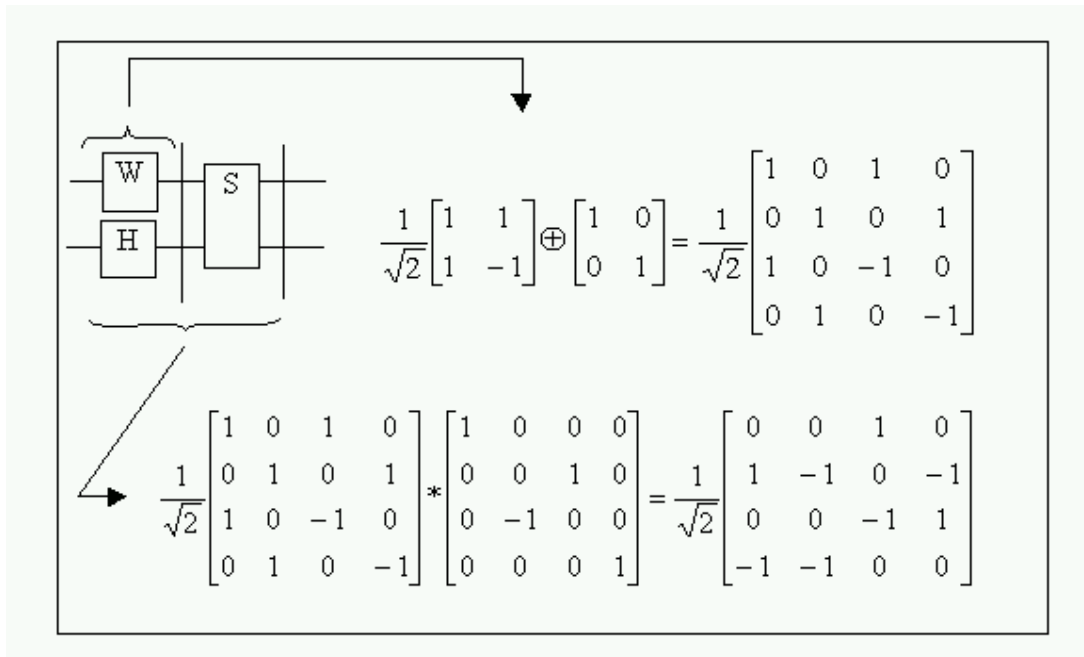 W
S
H
1/√2 [1 1; 1 −1] ⊕ [1 0; 0 1] = 1/√2 [1 0 1 0; 0 1 0 1; 1 0 −1 0; 0 1 0 −1]
1/√2 [1 0 1 0; 0 1 0 1; 1 0 −1 0; 0 1 0 −1] * [1 0 0 0; 0 0 1 0; 0 −1 0 0; 0 0 0 1] = 1/√2 [0 0 1 0; 1 −1 0 −1; 0 0 −1 1; −1 −1 0 0]